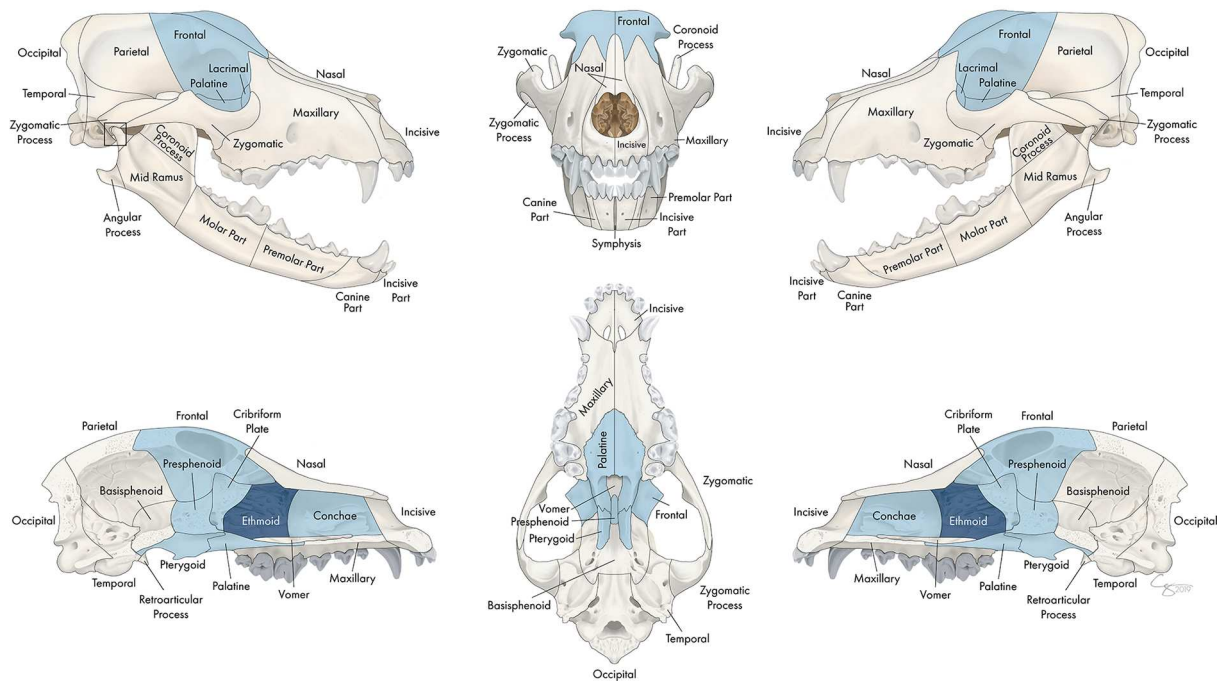 Frontal
Occipital
Parietal
Lacrimal
Palatine
Nasal
Temporal
Maxillary
Zygomatic
Process
Incisive
Coronoid
Process
Zygomatic
Mid Ramus
Angular
Process
Molar Part
Premolar Part
Canine
Part
Incisive
Part
Frontal
Coronoid
Process
Zygomatic
Nasal
Zygomatic
Process
Maxillary
Incisive
Canine
Part
Premolar Part
Incisive
Part
Symphysis
Frontal
Parietal
Nasal
Lacrimal
Palatine
Occipital
Temporal
Maxillary
Zygomatic
Process
Incisive
Zygomatic
Coronoid
Process
Mid Ramus
Angular
Process
Molar Part
Premolar Part
Incisive
Part
Canine
Part
Frontal
Cribriform
Plate
Parietal
Nasal
Presphenoid
Basisphenoid
Occipital
Ethmoid
Conchae
Incisive
Pterygoid
Temporal
Palatine
Maxillary
Vomer
Retroarticular
Process
Incisive
Maxillary
Palatine
Zygomatic
Vomer
Frontal
Presphenoid
Pterygoid
Basisphenoid
Zygomatic
Process
Temporal
Occipital
Cribriform
Plate
Frontal
Parietal
Nasal
Presphenoid
Basisphenoid
Incisive
Conchae
Ethmoid
Occipital
Maxillary
Vomer
Palatine
Pterygoid
Temporal
Retroarticular
Process